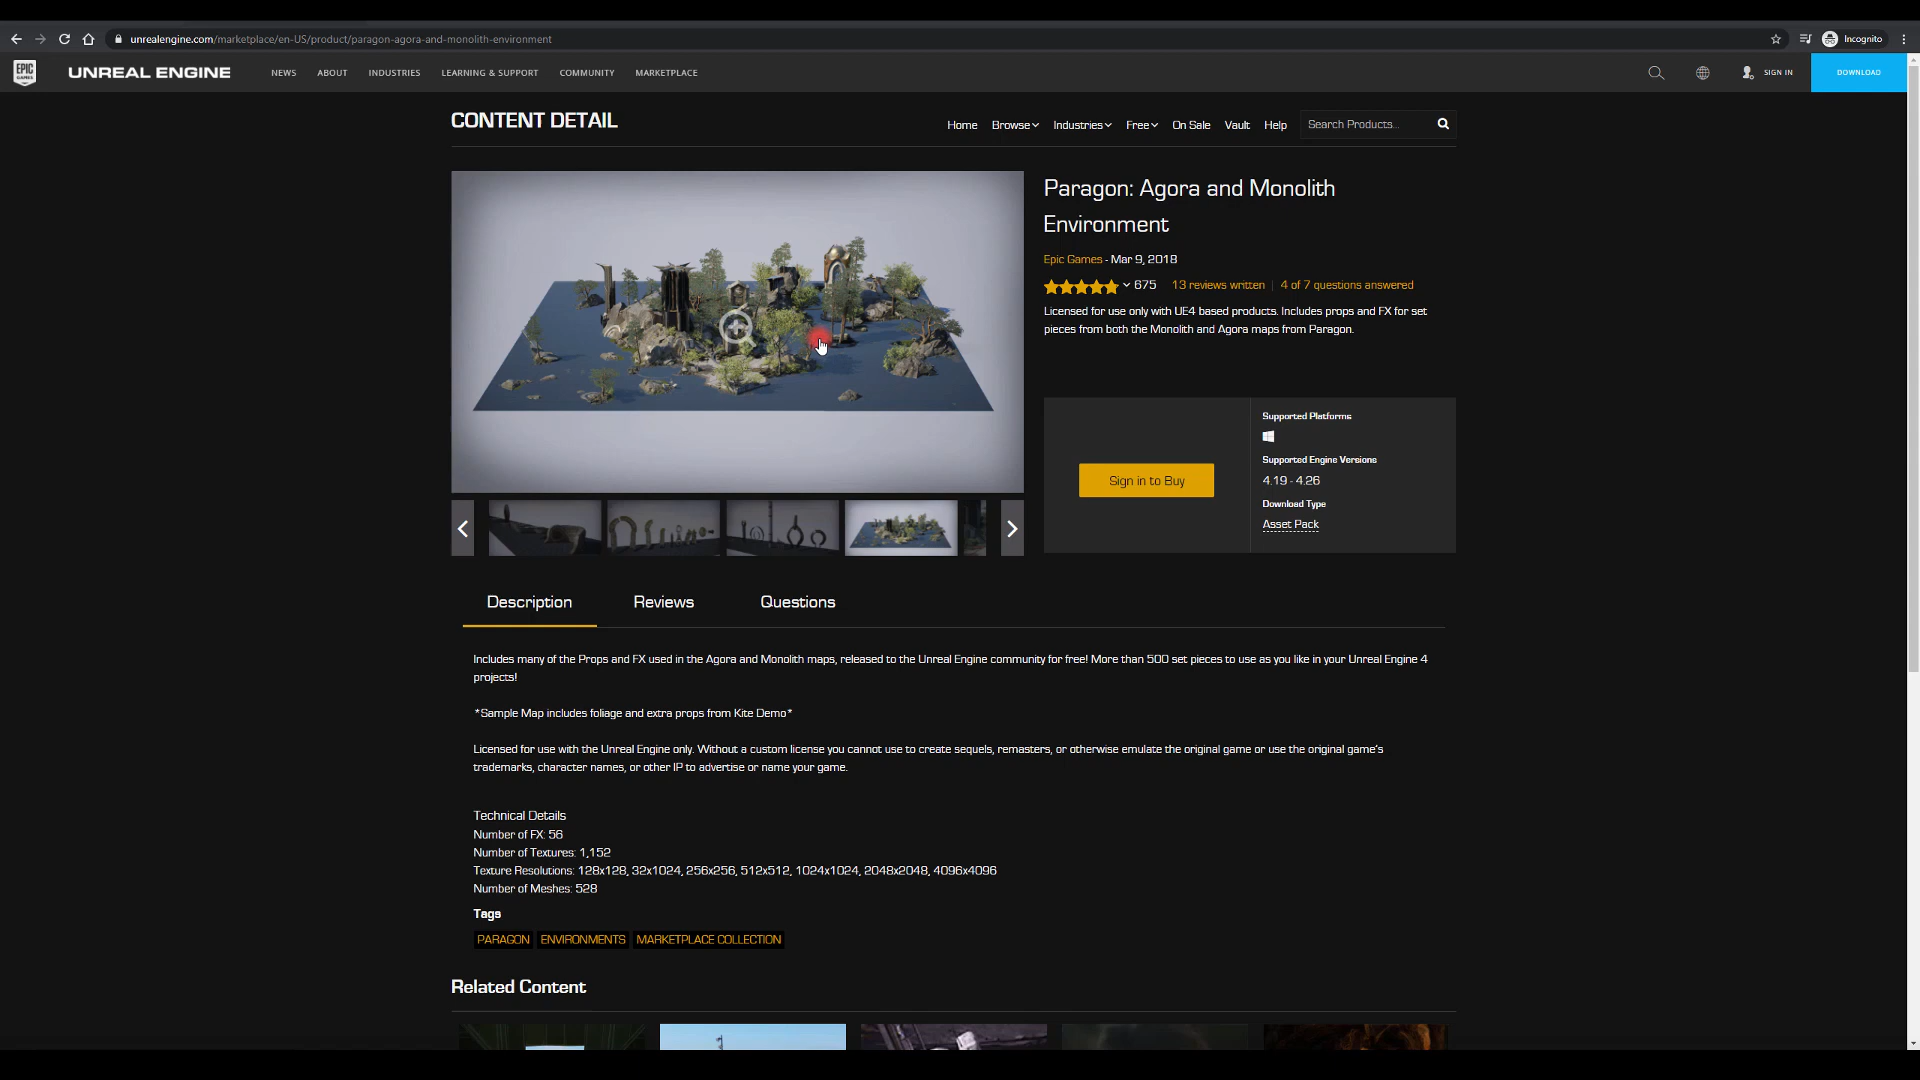 unrealengine.com/marketplace/en-US/product/paragon-agora-and-monolith-environment
Incognito
EPIC GAMES
UNREAL ENGINE
NEWS
ABOUT
INDUSTRIES
LEARNING & SUPPORT
COMMUNITY
MARKETPLACE
SIGN IN
DOWNLOAD
CONTENT DETAIL
Home
Browse
Industries
Free
On Sale
Vault
Help
Search Products...
Paragon: Agora and Monolith
Environment
Epic Games - Mar 9, 2018
675
13 reviews written
4 of 7 questions answered
Licensed for use only with UE4 based products. Includes props and FX for set
pieces from both the Monolith and Agora maps from Paragon.
Sign in to Buy
Supported Platforms
Supported Engine Versions
4.19 - 4.26
Download Type
Asset Pack
Description
Reviews
Questions
Includes many of the Props and FX used in the Agora and Monolith maps, released to the Unreal Engine community for free! More than 500 set pieces to use as you like in your Unreal Engine 4
projects!
*Sample Map includes foliage and extra props from Kite Demo*
Licensed for use with the Unreal Engine only. Without a custom license you cannot use to create sequels, remasters, or otherwise emulate the original game or use the original game's
trademarks, character names, or other IP to advertise or name your game.
Technical Details
Number of FX: 56
Number of Textures: 1,152
Texture Resolutions: 128x128, 32x1024, 256x256, 512x512, 1024x1024, 2048x2048, 4096x4096
Number of Meshes: 528
Tags
PARAGON
ENVIRONMENTS
MARKETPLACE COLLECTION
Related Content